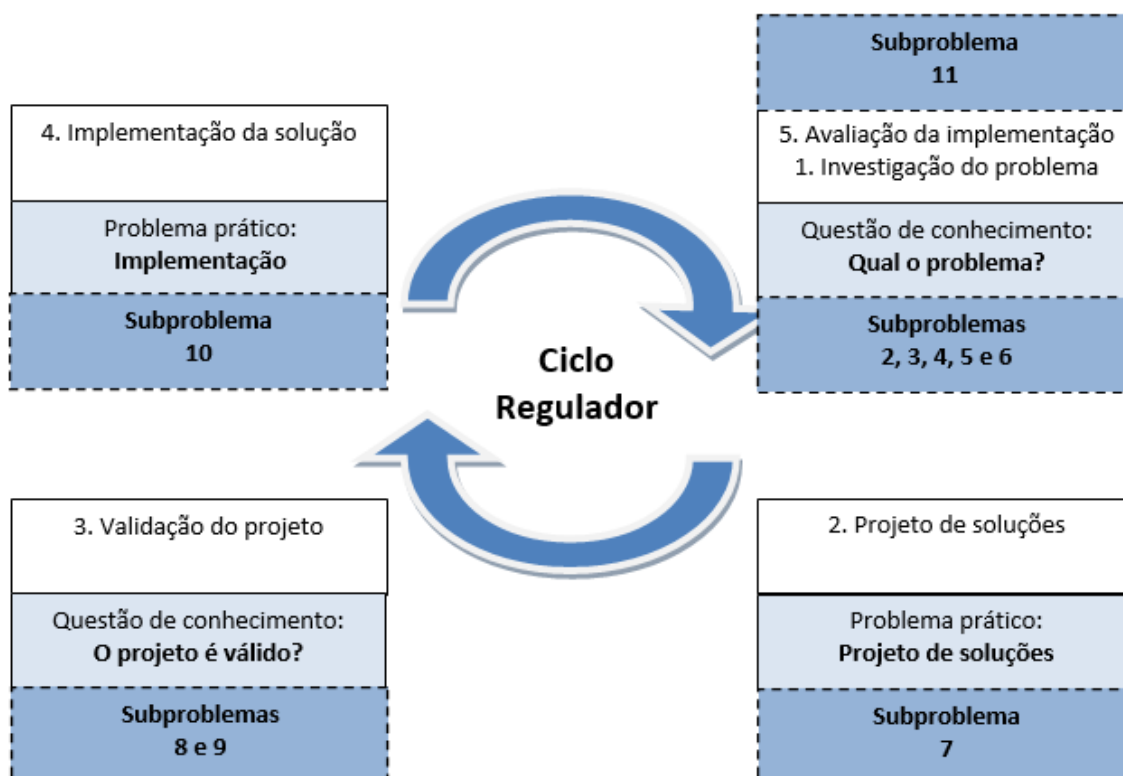 Subproblema
11
4. Implementação da solução
Problema prático:
Implementação
Subproblema
10
5. Avaliação da implementação
1. Investigação do problema
Questão de conhecimento:
Qual o problema?
Subproblemas
2, 3, 4, 5 e 6
Ciclo
Regulador
3. Validação do projeto
Questão de conhecimento:
O projeto é válido?
Subproblemas
8 e 9
2. Projeto de soluções
Problema prático:
Projeto de soluções
Subproblema
7